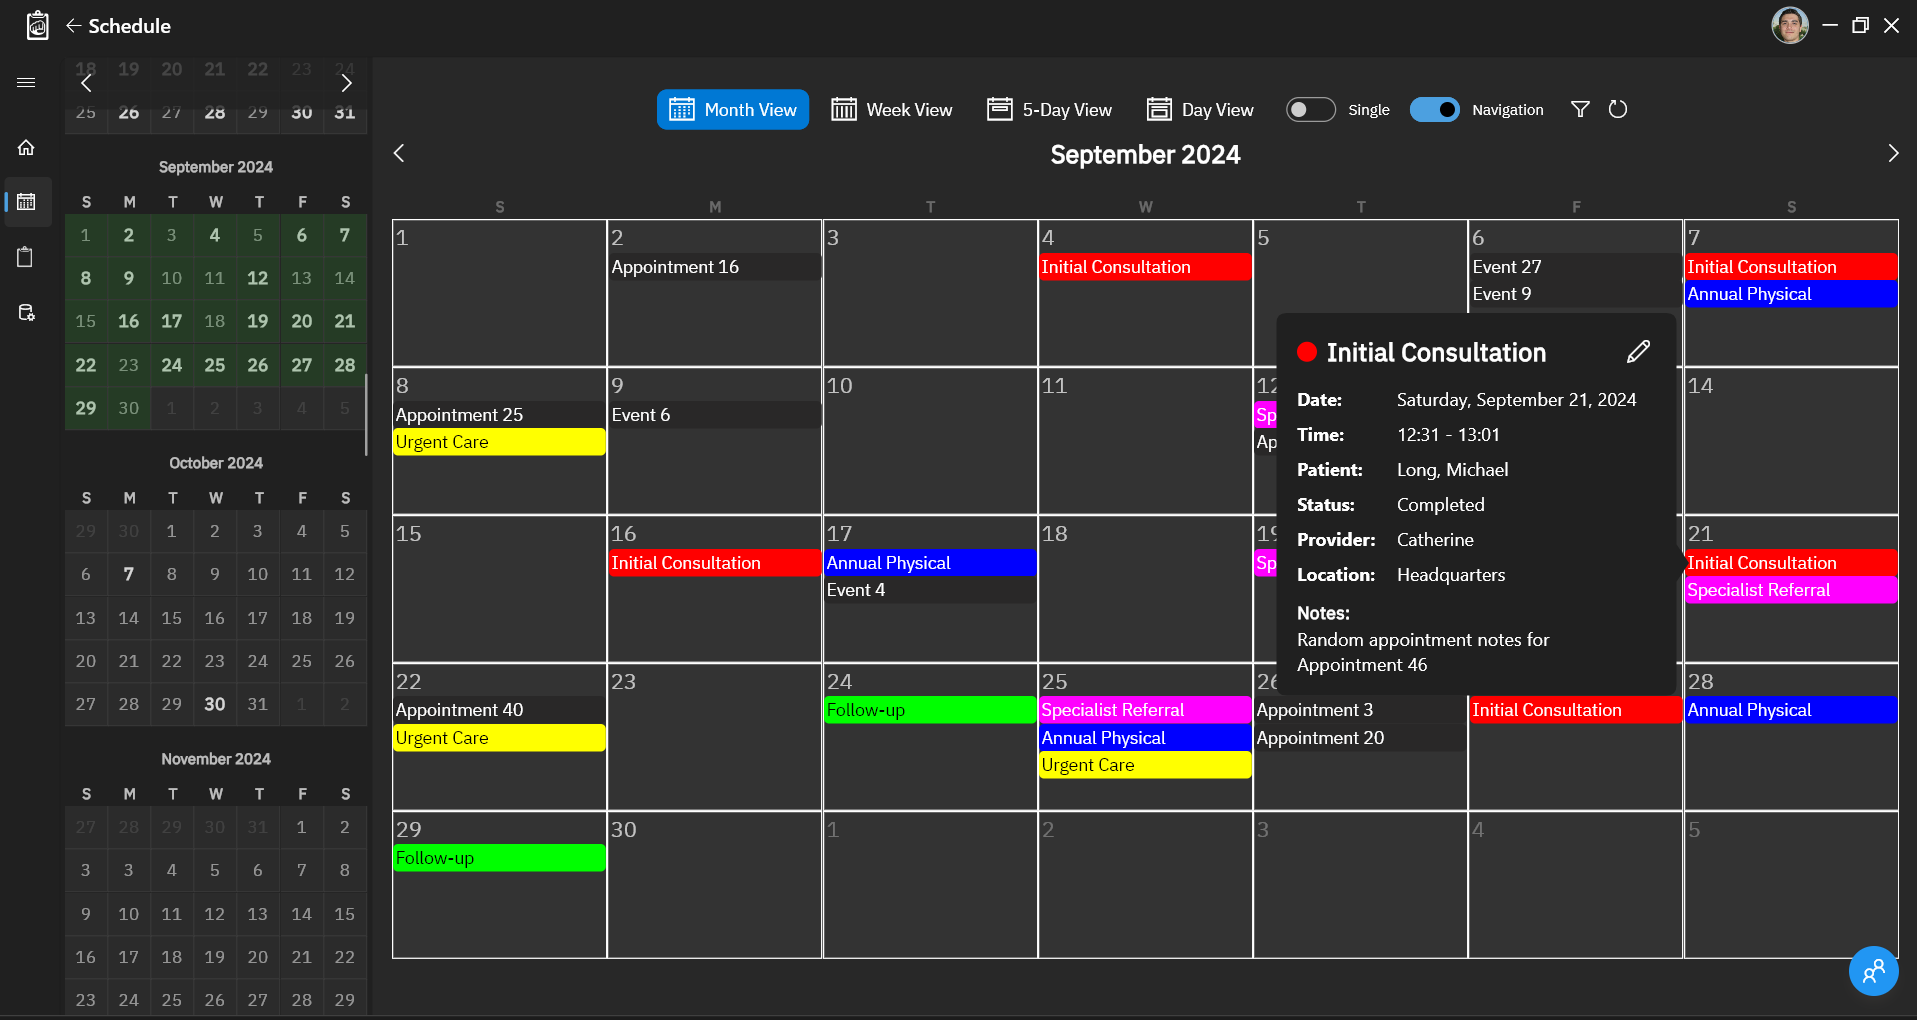 Schedule
18 19 20 21 22 23 24
25 26 27 28 29 30 31
September 2024
S M T W T F S
1 2 3 4 5 6 7
8 9 10 11 12 13 14
15 16 17 18 19 20 21
22 23 24 25 26 27 28
29 30 1 2 3 4 5
October 2024
S M T W T F S
29 30 1 2 3 4 5
6 7 8 9 10 11 12
13 14 15 16 17 18 19
20 21 22 23 24 25 26
27 28 29 30 31 1 2
November 2024
S M T W T F S
27 28 29 30 31 1 2
3 3 4 5 6 7 8
9 10 11 12 13 14 15
16 17 18 19 20 21 22
23 24 25 26 27 28 29
Month View Week View 5-Day View Day View Single Navigation
September 2024
S M T W T F S
1 2 3 4 5 6 7
Appointment 16 Initial Consultation Event 27 Initial Consultation
Event 9 Annual Physical
8 9 10 11 12 14
Appointment 25 Event 6 Sp
Urgent Care Ap
15 16 17 18 19 21
Initial Consultation Annual Physical Sp Initial Consultation
Event 4 Specialist Referral
22 23 24 25 26 28
Appointment 40 Follow-up Specialist Referral Appointment 3 Initial Consultation Annual Physical
Urgent Care Annual Physical Appointment 20
Urgent Care
29 30 1 2 3 4 5
Follow-up
Initial Consultation
Date: Saturday, September 21, 2024
Time: 12:31 - 13:01
Patient: Long, Michael
Status: Completed
Provider: Catherine
Location: Headquarters
Notes:
Random appointment notes for
Appointment 46